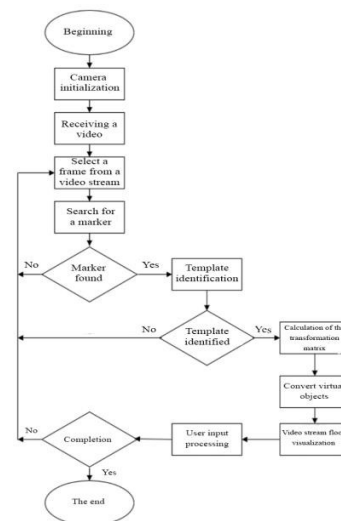 Beginning
Camera
initialization
Receiving a
video
Select a
frame from a
video stream
Search for
a marker
No
Marker
found
Yes
Template
identification
No
Template
identified
Yes
Calculation of the
transformation
matrix
Convert virtual
objects
Video stream
visualization
User input
processing
Completion
No
Yes
The end